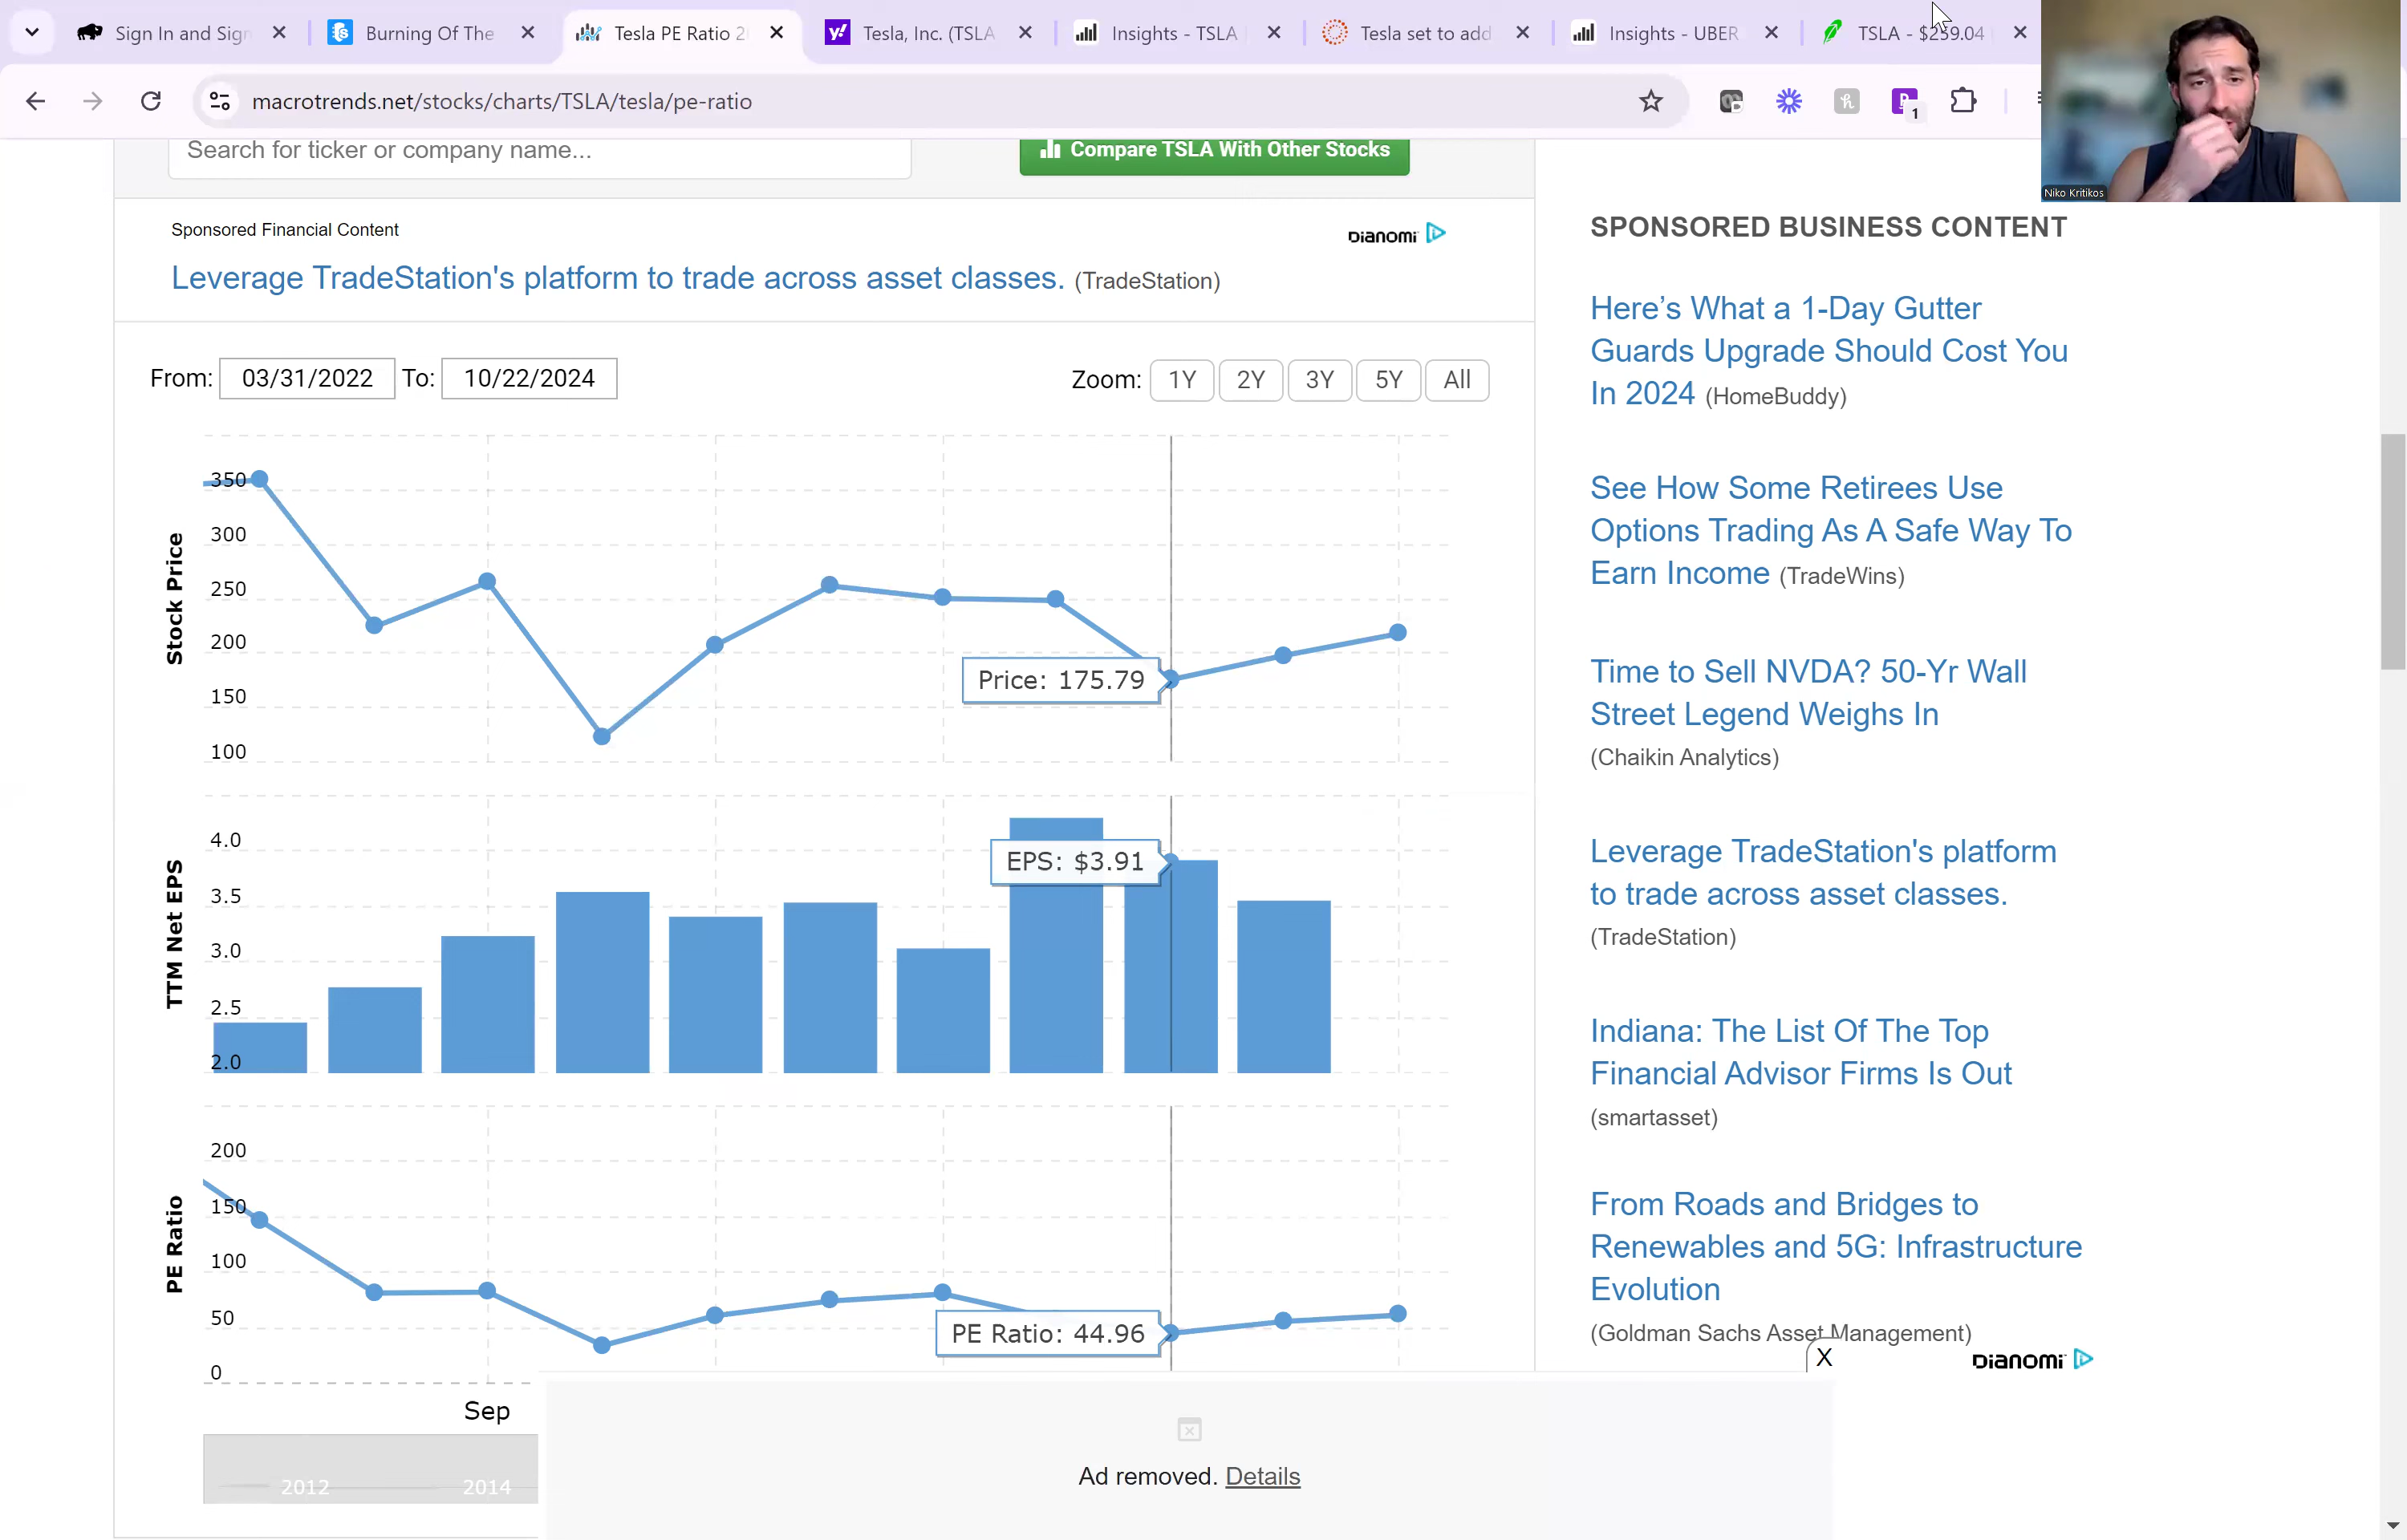 Sign In and Sign
Burning Of The
Tesla PE Ratio 2
Tesla, Inc. (TSLA
Insights - TSLA
Tesla set to add
Insights - UBER
TSLA - $259.04
macrotrends.net/stocks/charts/TSLA/tesla/pe-ratio
1
Niko Kritikos
Search for ticker or company name...
Compare TSLA With Other Stocks
Sponsored Financial Content
DIANOMI
Leverage TradeStation's platform to trade across asset classes. (TradeStation)
From: 03/31/2022 To: 10/22/2024
Zoom: 1Y 2Y 3Y 5Y All
Stock Price
350
300
250
200
150
100
Price: 175.79
TTM Net EPS
4.0
3.5
3.0
2.5
2.0
EPS: $3.91
PE Ratio
200
150
100
50
0
PE Ratio: 44.96
Sep
2012 2014
SPONSORED BUSINESS CONTENT
Here’s What a 1-Day Gutter
Guards Upgrade Should Cost You
In 2024 (HomeBuddy)
See How Some Retirees Use
Options Trading As A Safe Way To
Earn Income (TradeWins)
Time to Sell NVDA? 50-Yr Wall
Street Legend Weighs In
(Chaikin Analytics)
Leverage TradeStation's platform
to trade across asset classes.
(TradeStation)
Indiana: The List Of The Top
Financial Advisor Firms Is Out
(smartasset)
From Roads and Bridges to
Renewables and 5G: Infrastructure
Evolution
(Goldman Sachs Asset Management)
X
DIANOMI
Ad removed. Details